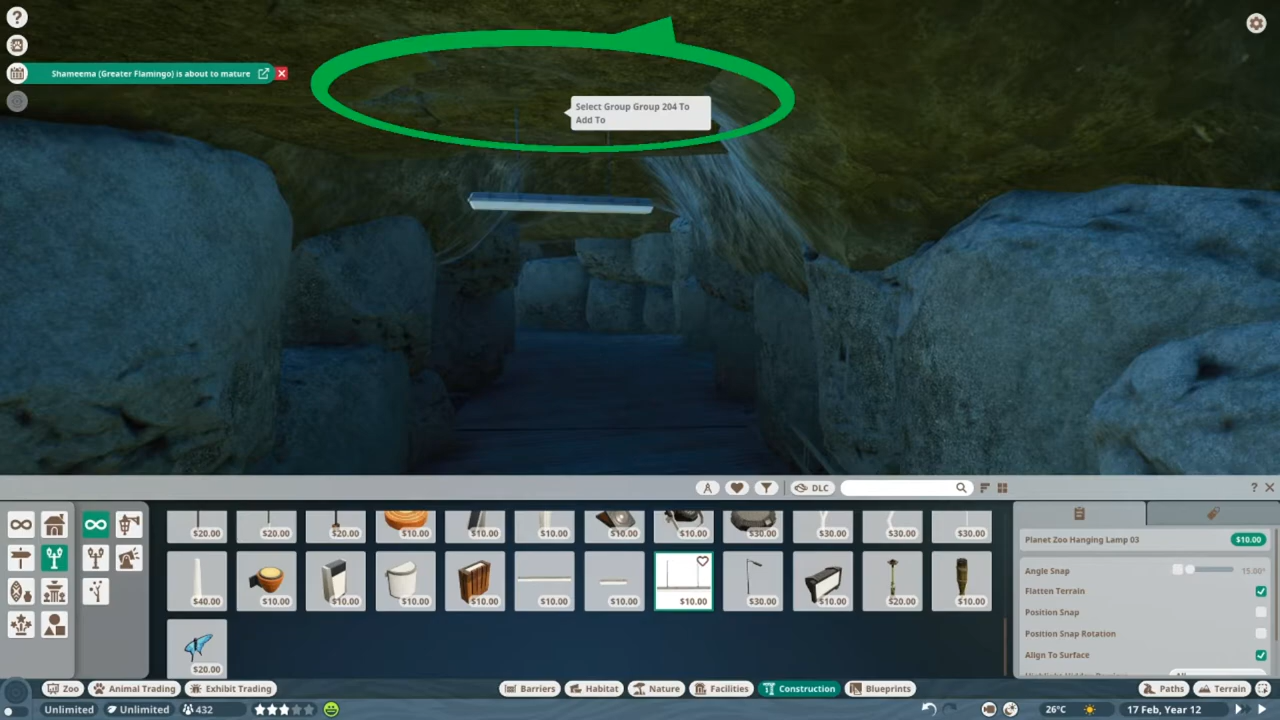 ?
Shameema (Greater Flamingo) is about to mature
Select Group Group 204 To
Add To
DLC
? X
$20.00 $20.00 $20.00 $10.00 $10.00 $10.00 $10.00 $10.00 $30.00 $30.00 $30.00 $30.00
$40.00 $10.00 $10.00 $10.00 $10.00 $10.00 $10.00 $10.00 $30.00 $10.00 $20.00 $10.00
$20.00
Planet Zoo Hanging Lamp 03 $10.00
Angle Snap 15.00°
Flatten Terrain
Position Snap
Position Snap Rotation
Align To Surface
Zoo Animal Trading Exhibit Trading Barriers Habitat Nature Facilities Construction Blueprints Paths Terrain
Unlimited Unlimited 432 26°C 17 Feb, Year 12